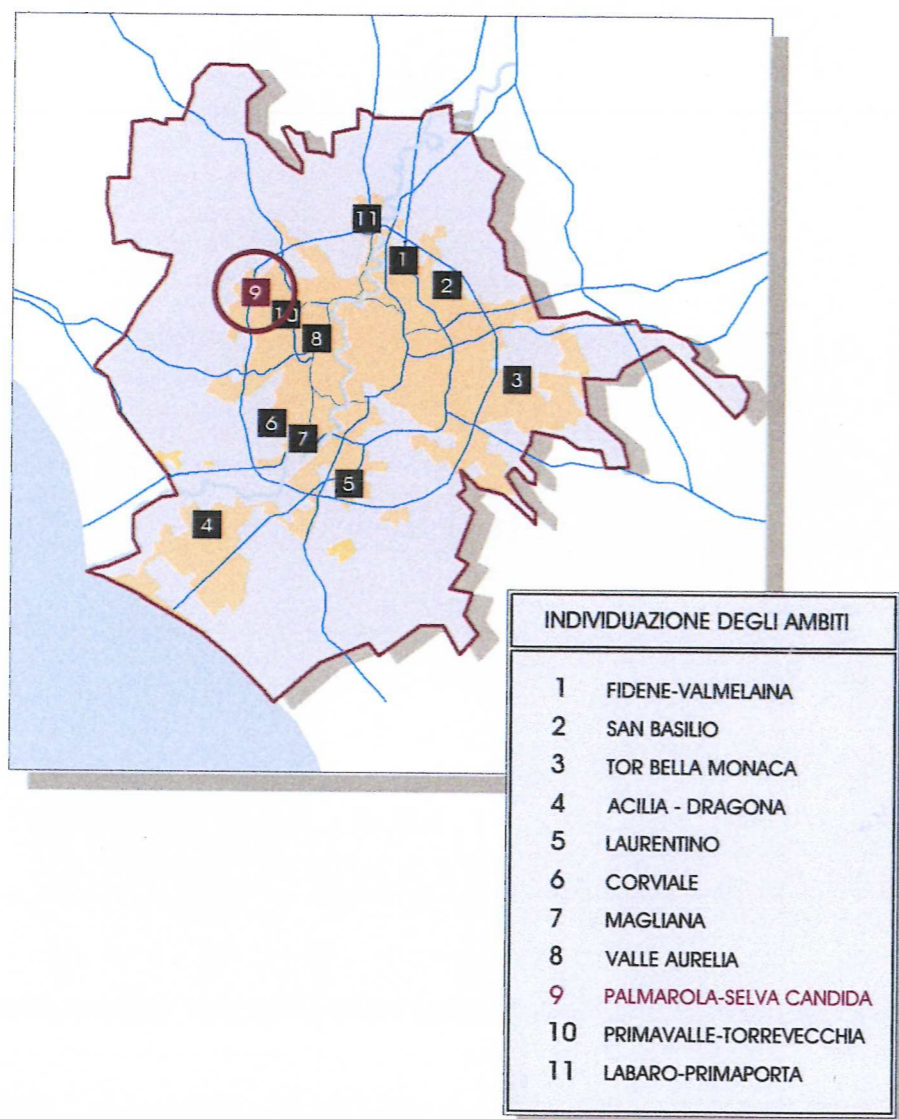 11
1
2
9
10
8
3
6
7
5
4
INDIVIDUAZIONE DEGLI AMBITI
1 FIDENE-VALMELAINA
2 SAN BASILIO
3 TOR BELLA MONACA
4 ACILIA - DRAGONA
5 LAURENTINO
6 CORVIALE
7 MAGLIANA
8 VALLE AURELIA
9 PALMAROLA-SELVA CANDIDA
10 PRIMAVALLE-TORREVECCHIA
11 LABARO-PRIMAPORTA